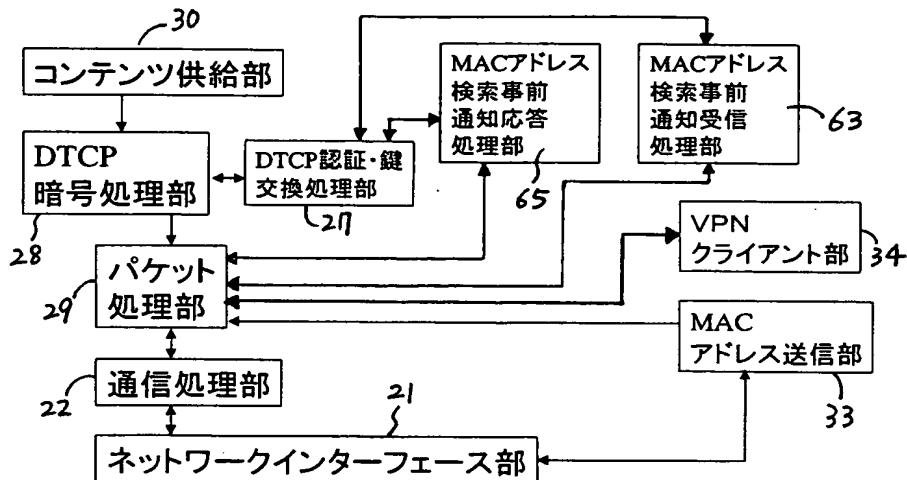 30
コンテンツ供給部
DTCP
暗号処理部
28
DTCP認証・鍵
交換処理部
27
MACアドレス
検索事前
通知応答
処理部
65
MACアドレス
検索事前
通知受信
処理部
63
VPN
クライアント部
34
パケット
処理部
29
MAC
アドレス送信部
33
通信処理部
22
21
ネットワークインターフェース部